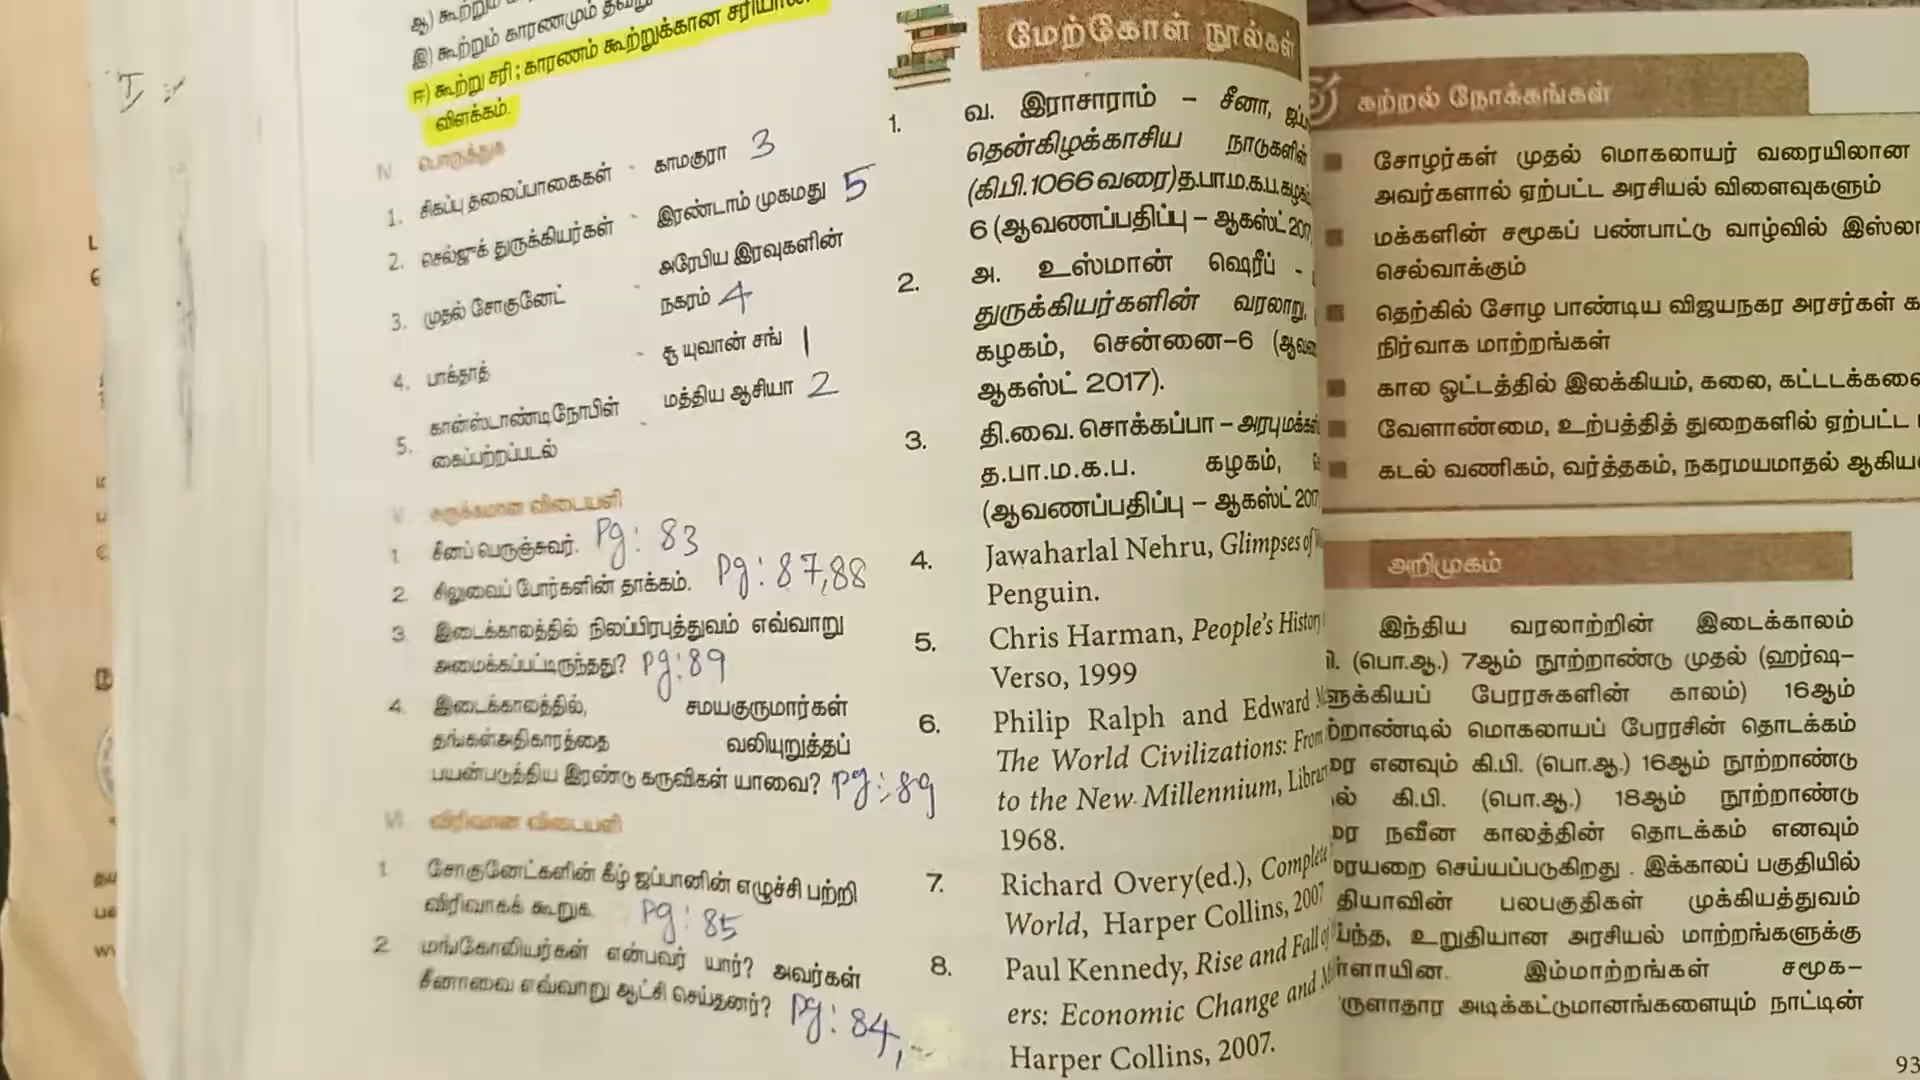 இ) கூற்றும் காரணமும்
ஈ) கூற்று சரி ; காரணம் கூற்றுக்கான சரியான
விளக்கம்.
IV பொருத்துக
1. சிகப்பு தலைப்பாகைகள் - காமகுரா 3
2. செல்ஜுக் துருக்கியர்கள் - இரண்டாம் முகமது 5
3. முதல் சோகுனேட் - அரேபிய இரவுகளின்
நகரம் 4
4. பாக்தாத் - சூ யுவான் சங் 1
5. கான்ஸ்டாண்டிநோபிள் - மத்திய ஆசியா 2
கைப்பற்றப்படல்
V சுருக்கமான விடையளி
1 சீனப் பெருஞ்சுவர். Pg: 83
2 சிலுவைப் போர்களின் தாக்கம். Pg: 87,88
3 இடைக்காலத்தில் நிலப்பிரபுத்துவம் எவ்வாறு
அமைக்கப்பட்டிருந்தது? Pg: 89
4 இடைக்காலத்தில், சமயகுருமார்கள்
தங்கள்அதிகாரத்தை வலியுறுத்தப்
பயன்படுத்திய இரண்டு கருவிகள் யாவை? Pg: 89
VI விரிவான விடையளி
1 சோகுனேட்களின் கீழ் ஜப்பானின் எழுச்சி பற்றி
விரிவாகக் கூறுக Pg: 85
2 மங்கோலியர்கள் என்பவர் யார்? அவர்கள்
சீனாவை எவ்வாறு ஆட்சி செய்தனர்? Pg: 84,
மேற்கோள் நூல்கள்
1. வ. இராசாராம் – சீனா,
தென்கிழக்காசிய நாடுகளின்
(கி.பி.1066 வரை)த.பா.ம.க.ப.
6 (ஆவணப்பதிப்பு – ஆகஸ்ட்
2. அ. உஸ்மான் ஷெரீப் -
துருக்கியர்களின் வரலாறு,
கழகம், சென்னை-6
ஆகஸ்ட் 2017).
3. தி.வை. சொக்கப்பா –
த.பா.ம.க.ப. கழகம்,
(ஆவணப்பதிப்பு – ஆகஸ்ட்
4. Jawaharlal Nehru, Glimpses of
Penguin.
5. Chris Harman, People's History
Verso, 1999
6. Philip Ralph and Edward
The World Civilizations: From
to the New Millennium,
1968.
7. Richard Overy(ed.), Complete
World, Harper Collins, 2007
8. Paul Kennedy, Rise and Fall of
ers: Economic Change and
Harper Collins, 2007.
கற்றல் நோக்கங்கள்
சோழர்கள் முதல் மொகலாயர் வரையிலான
அவர்களால் ஏற்பட்ட அரசியல் விளைவுகளும்
மக்களின் சமூகப் பண்பாட்டு வாழ்வில்
செல்வாக்கும்
தெற்கில் சோழ பாண்டிய விஜயநகர அரசர்கள்
நிர்வாக மாற்றங்கள்
கால ஓட்டத்தில் இலக்கியம், கலை,
வேளாண்மை, உற்பத்தித் துறைகளில் ஏற்பட்ட
கடல் வணிகம், வர்த்தகம், நகரமயமாதல்
அறிமுகம்
இந்திய வரலாற்றின் இடைக்காலம்
(பொ.ஆ.) 7ஆம் நூற்றாண்டு முதல் (ஹர்ஷ-
பேரரசுகளின் காலம்) 16ஆம்
மொகலாயப் பேரரசின் தொடக்கம்
எனவும் கி.பி. (பொ.ஆ.) 16ஆம் நூற்றாண்டு
கி.பி. (பொ.ஆ.) 18ஆம் நூற்றாண்டு
நவீன காலத்தின் தொடக்கம் எனவும்
செய்யப்படுகிறது . இக்காலப் பகுதியில்
பலபகுதிகள் முக்கியத்துவம்
உறுதியான அரசியல் மாற்றங்களுக்கு
இம்மாற்றங்கள் சமூக-
அடிக்கட்டுமானங்களையும் நாட்டின்
93